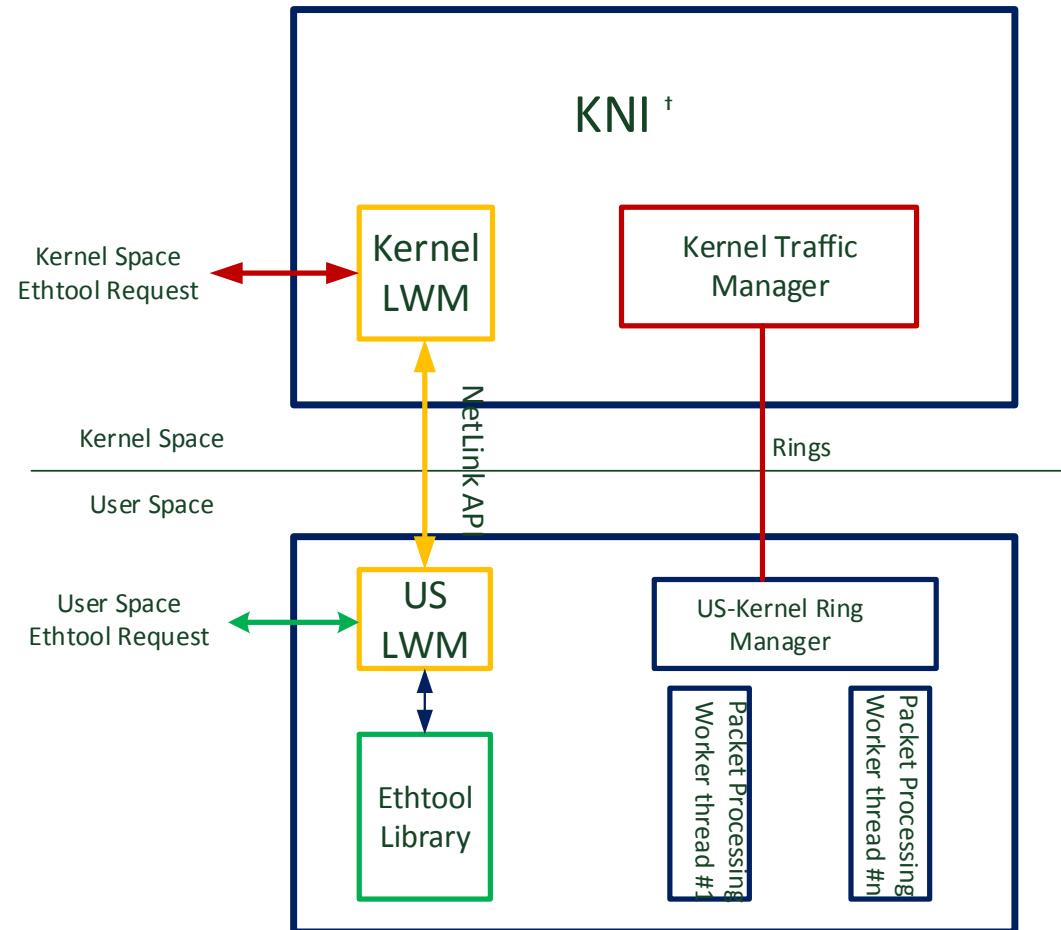 KNI †
Kernel
LWM
Kernel Traffic
Manager
Kernel Space
Ethtool Request
NetLink API
Kernel Space
Rings
User Space
US
LWM
User Space
Ethtool Request
US-Kernel Ring
Manager
Ethtool
Library
Packet Processing
Worker thread #1
Packet Processing
Worker thread #n